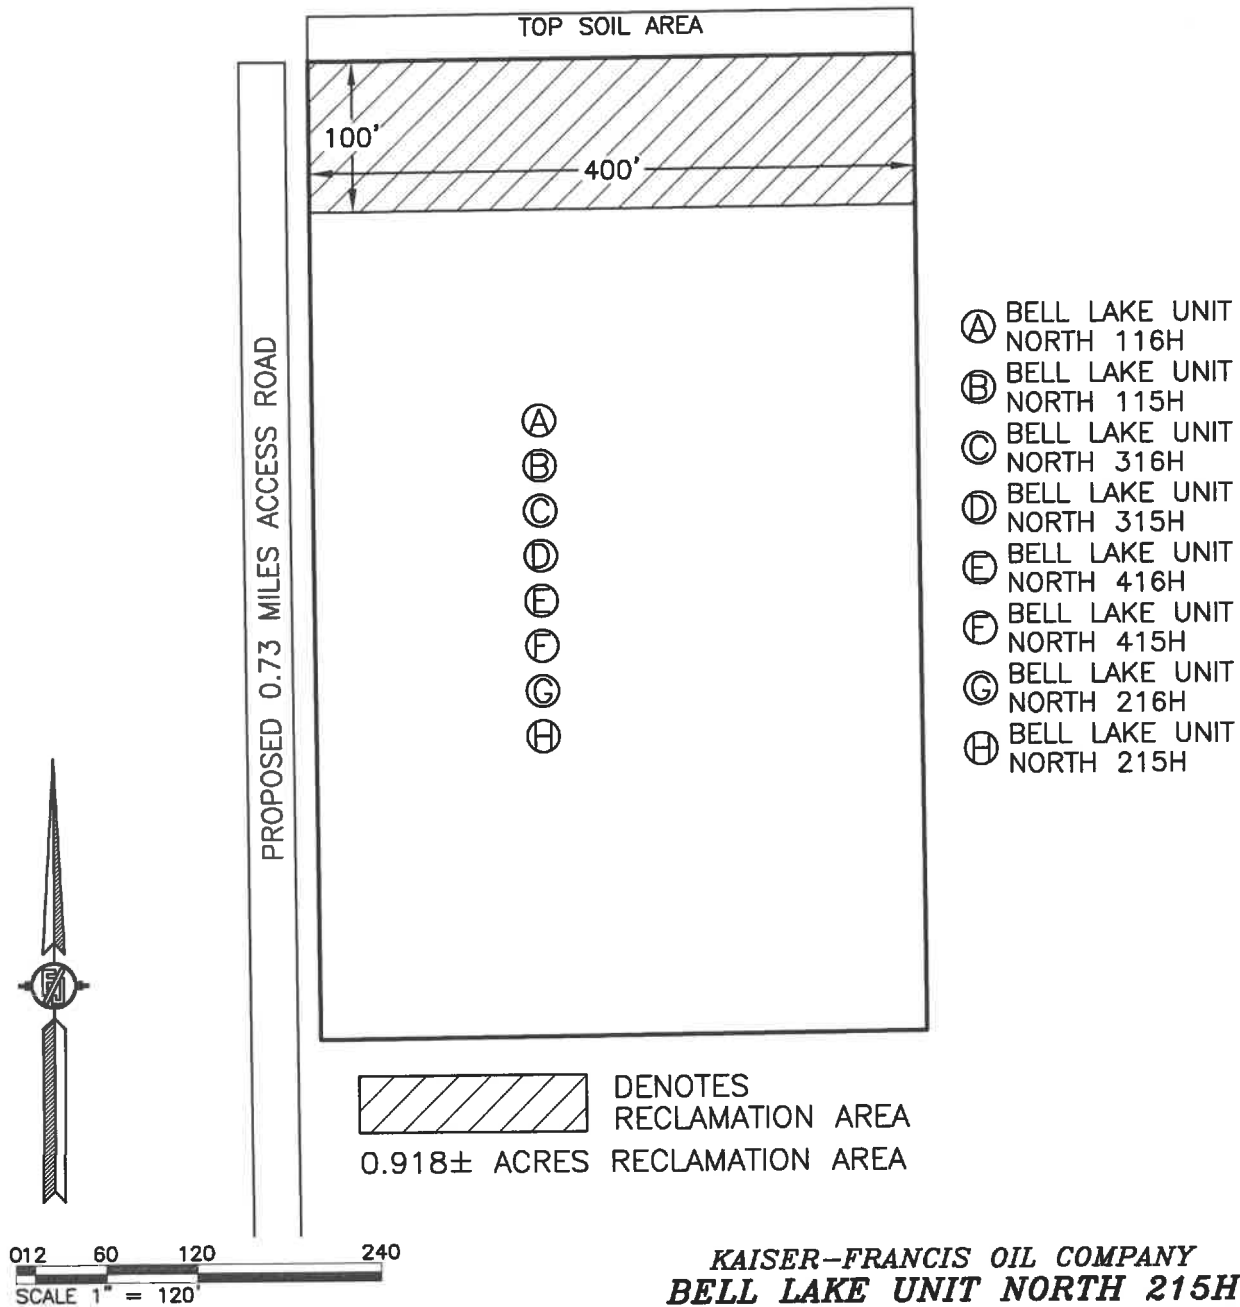 TOP SOIL AREA
100'
400'
PROPOSED 0.73 MILES ACCESS ROAD
A
B
C
D
E
F
G
H
A BELL LAKE UNIT
NORTH 116H
B BELL LAKE UNIT
NORTH 115H
C BELL LAKE UNIT
NORTH 316H
D BELL LAKE UNIT
NORTH 315H
E BELL LAKE UNIT
NORTH 416H
F BELL LAKE UNIT
NORTH 415H
G BELL LAKE UNIT
NORTH 216H
H BELL LAKE UNIT
NORTH 215H
DENOTES
RECLAMATION AREA
0.918± ACRES RECLAMATION AREA
012 60 120 240
SCALE 1" = 120'
KAISER-FRANCIS OIL COMPANY
BELL LAKE UNIT NORTH 215H